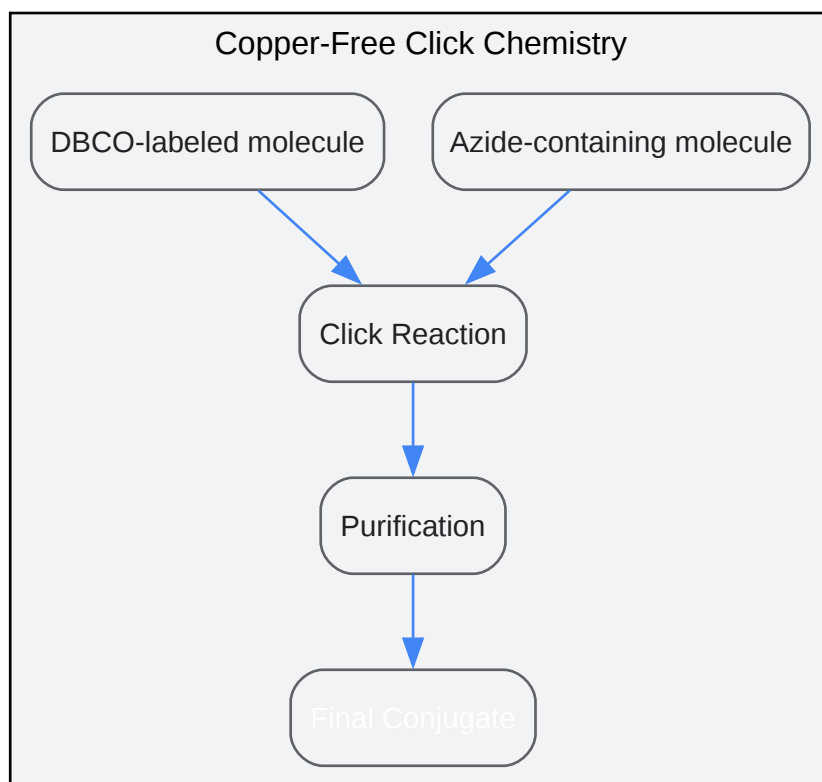 Copper-Free Click Chemistry
DBCO-labeled molecule
Azide-containing molecule
Click Reaction
Purification
Final Conjugate